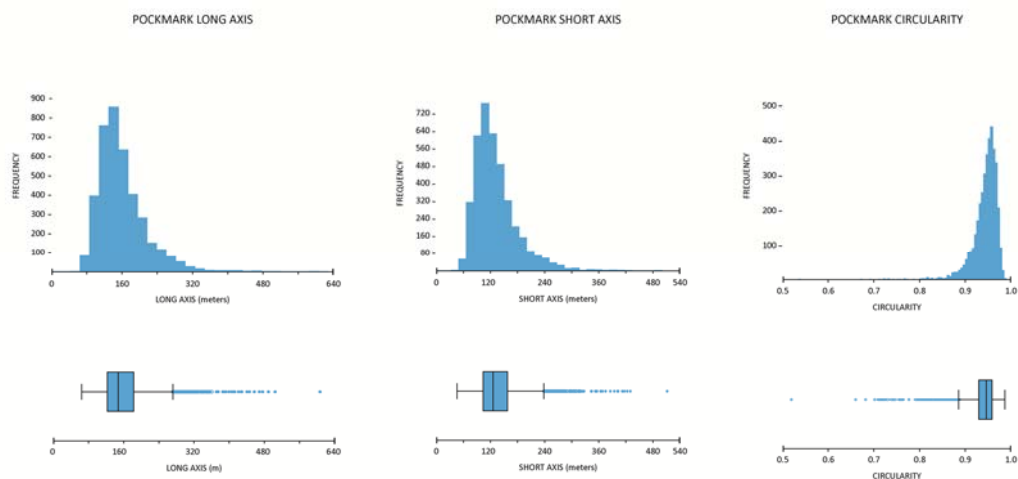 POCKMARK LONG AXIS
900
800
700
600
500
400
300
200
100
FREQUENCY
0 160 320 480 640
LONG AXIS (meters)
0 160 320 480 640
LONG AXIS (m)
POCKMARK SHORT AXIS
720
640
560
480
400
320
240
160
80
FREQUENCY
0 120 240 360 480 540
SHORT AXIS (meters)
0 120 240 360 480 540
SHORT AXIS (meters)
POCKMARK CIRCULARITY
500
400
300
200
100
FREQUENCY
0.5 0.6 0.7 0.8 0.9 1.0
CIRCULARITY
0.5 0.6 0.7 0.8 0.9 1.0
CIRCULARITY